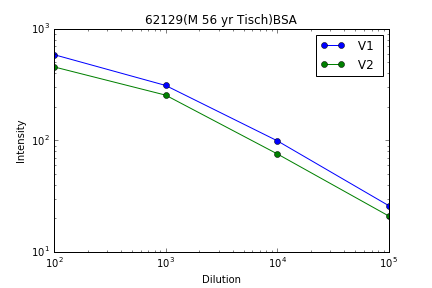 62129(M 56 yr Tisch)BSA
10³
V1
V2
10²
Intensity
10¹
10² 10³ 10⁴ 10⁵
Dilution